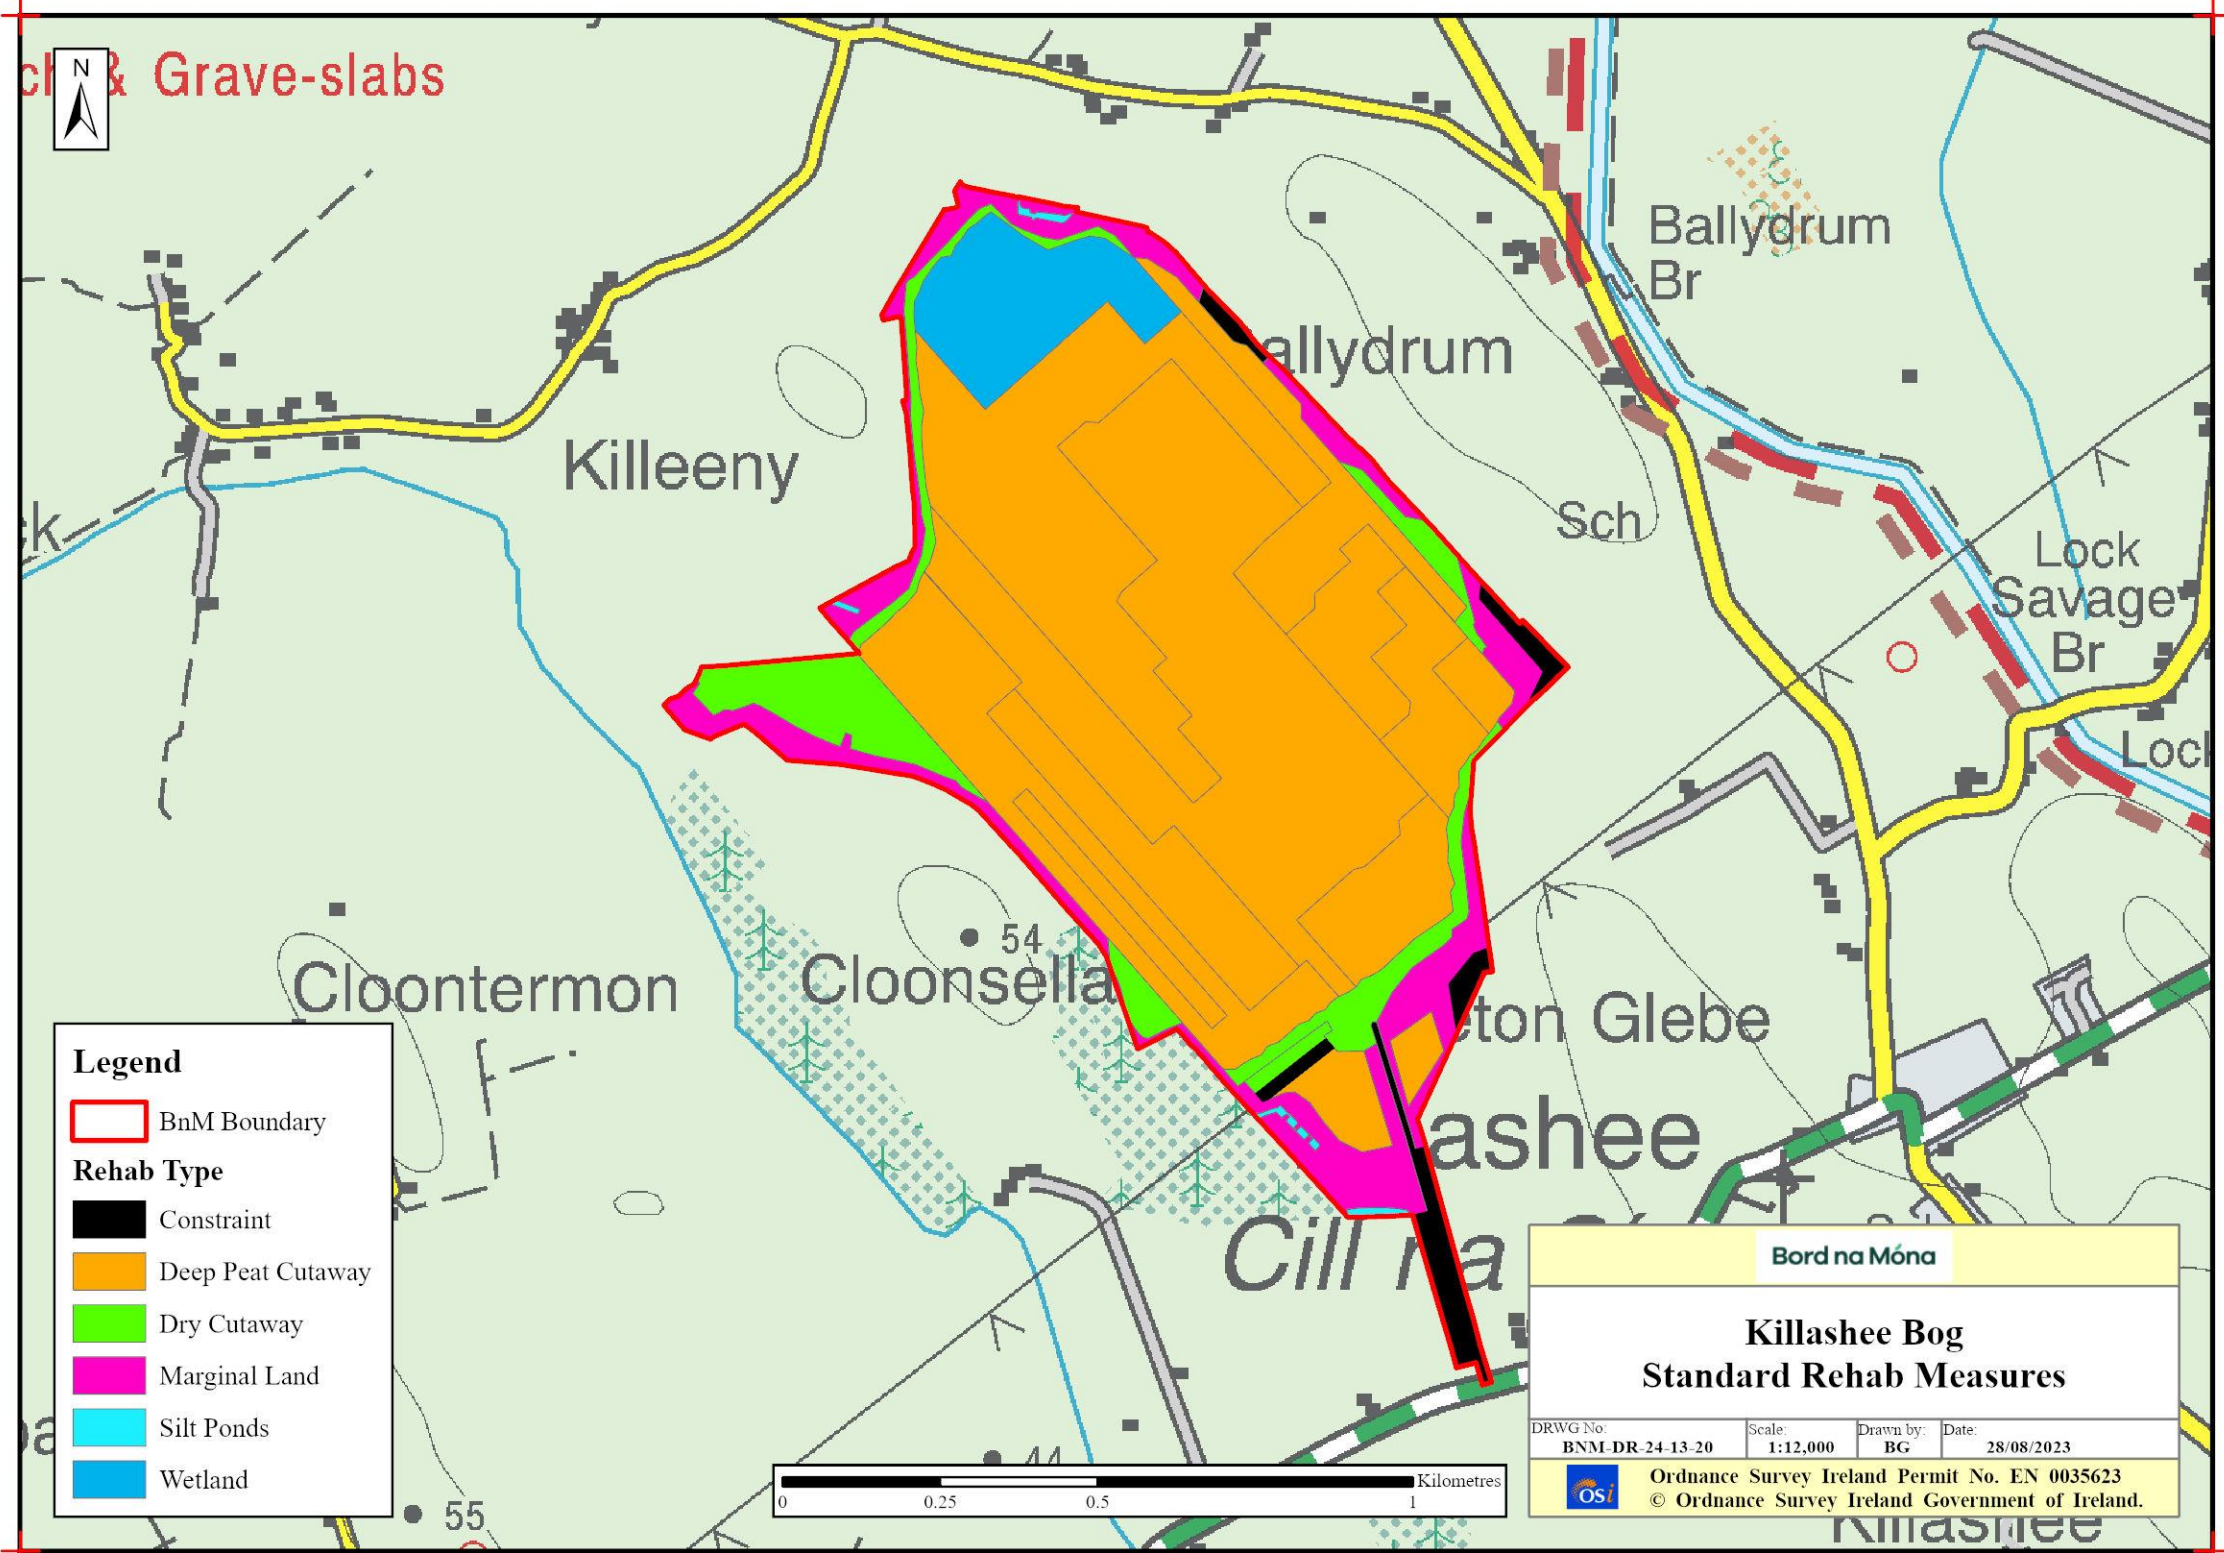 N
& Grave-slabs
Ballydrum
Br
allydrum
Killeeny
Sch
Lock
Savage
Br
Lock
54
Cloontermon
Cloonsella
ton Glebe
ashee
Cill na
44
55
Killashee
Legend
BnM Boundary
Rehab Type
Constraint
Deep Peat Cutaway
Dry Cutaway
Marginal Land
Silt Ponds
Wetland
Kilometres
0 0.25 0.5 1
Bord na Móna
Killashee Bog
Standard Rehab Measures
DRWG No: Scale: Drawn by: Date:
BNM-DR-24-13-20 1:12,000 BG 28/08/2023
OSi
Ordnance Survey Ireland Permit No. EN 0035623
© Ordnance Survey Ireland Government of Ireland.